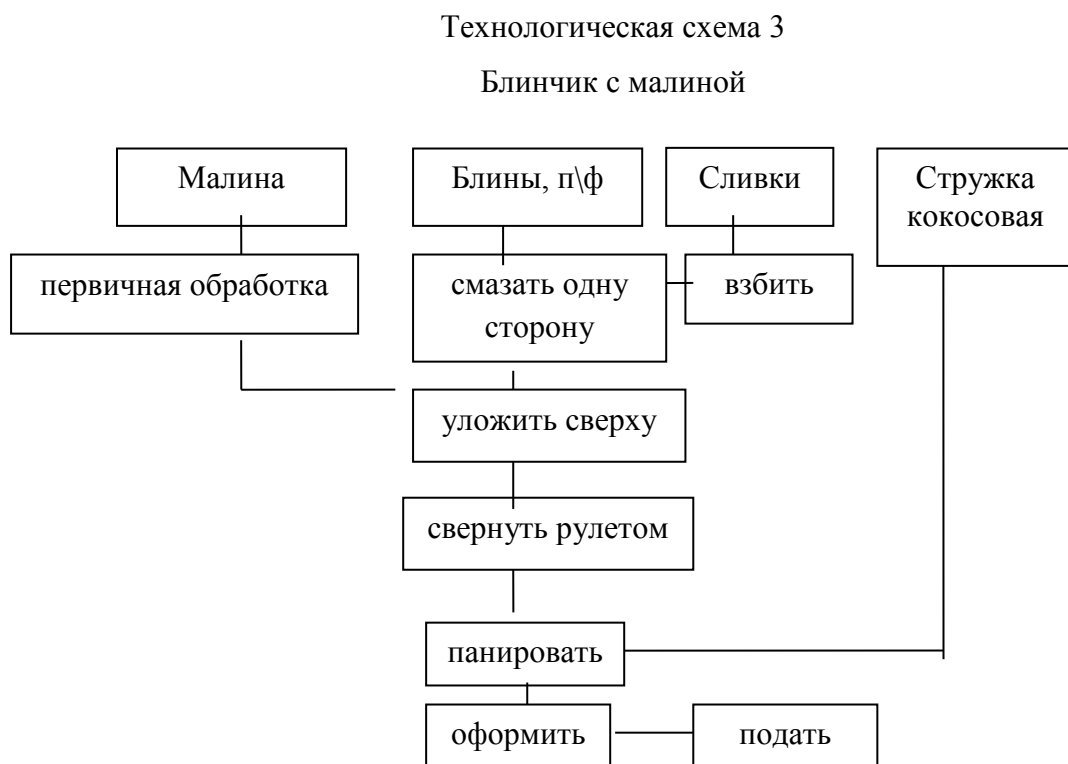 Технологическая схема 3
Блинчик с малиной
Малина
Блины, п\ф
Сливки
Стружка
кокосовая
первичная обработка
смазать одну
сторону
взбить
уложить сверху
свернуть рулетом
панировать
оформить
подать